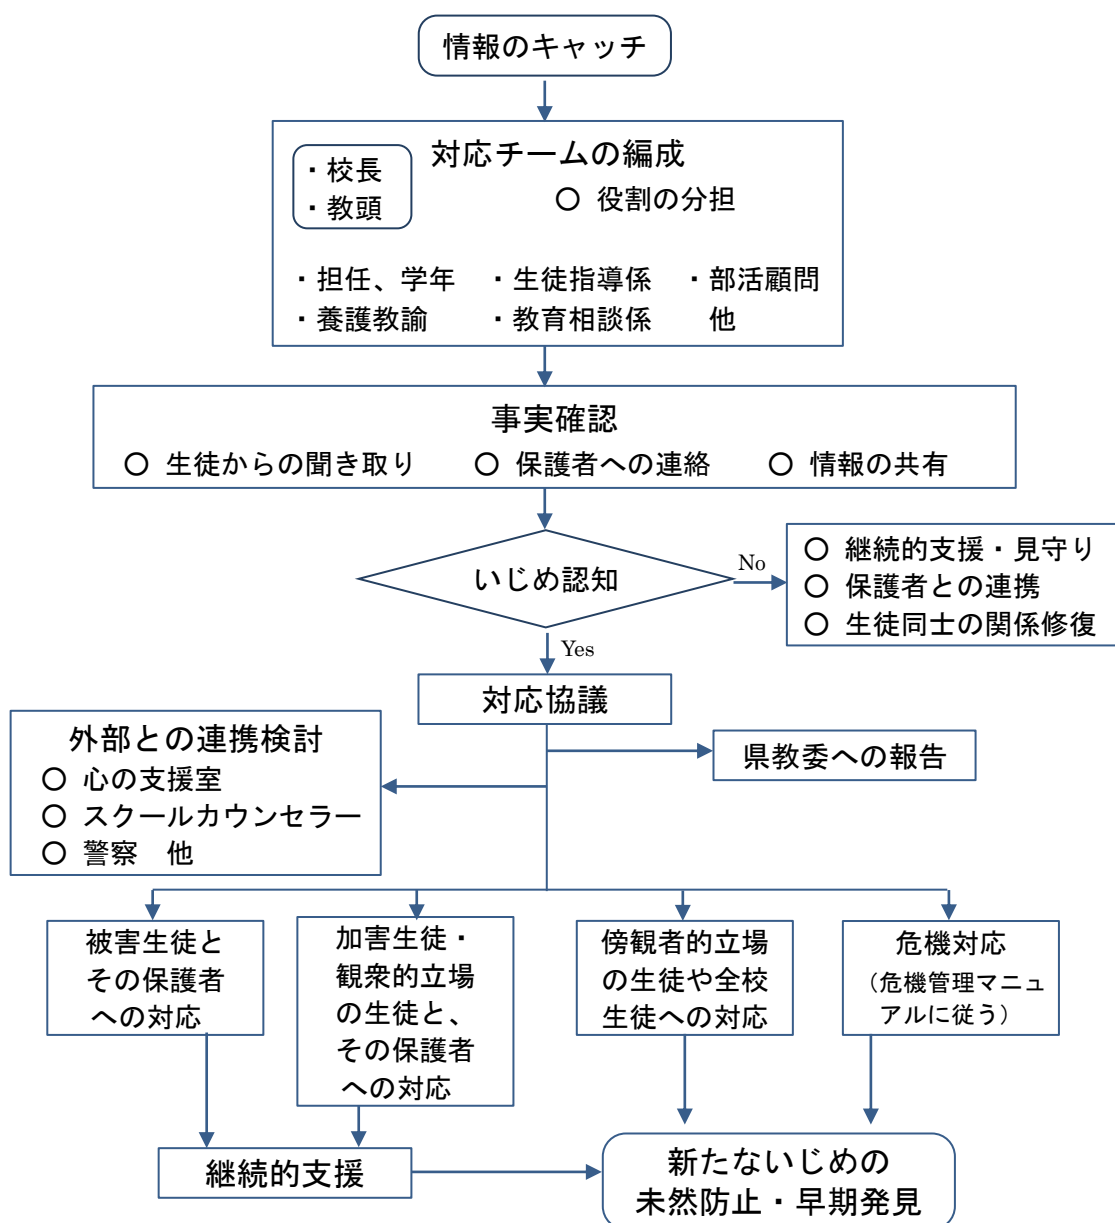 情報のキャッチ
対応チームの編成
・校長
・教頭
○ 役割の分担
・担任、学年 ・生徒指導係 ・部活顧問
・養護教諭 ・教育相談係 他
事実確認
○ 生徒からの聞き取り ○ 保護者への連絡 ○ 情報の共有
いじめ認知
No
○ 継続的支援・見守り
○ 保護者との連携
○ 生徒同士の関係修復
Yes
対応協議
外部との連携検討
○ 心の支援室
○ スクールカウンセラー
○ 警察 他
県教委への報告
被害生徒と
その保護者
への対応
加害生徒・
観衆的立場
の生徒と、
その保護者
への対応
傍観者的立場
の生徒や全校
生徒への対応
危機対応
（危機管理マニュ
アルに従う）
継続的支援
新たないじめの
未然防止・早期発見